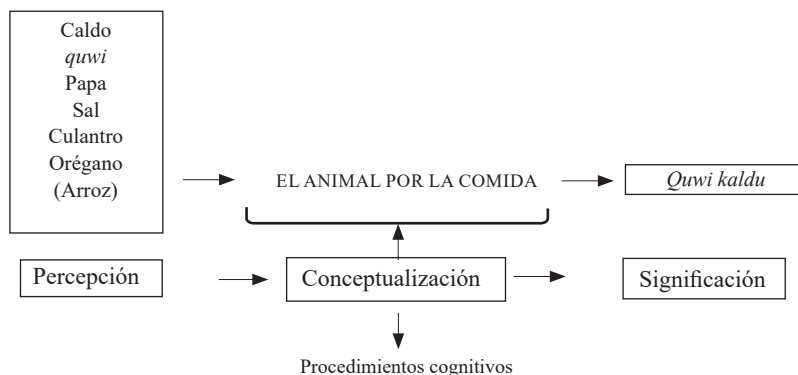 Caldo
quwi
Papa
Sal
Culantro
Orégano
(Arroz)
EL ANIMAL POR LA COMIDA
Quwi kaldu
Percepción
Conceptualización
Significación
Procedimientos cognitivos